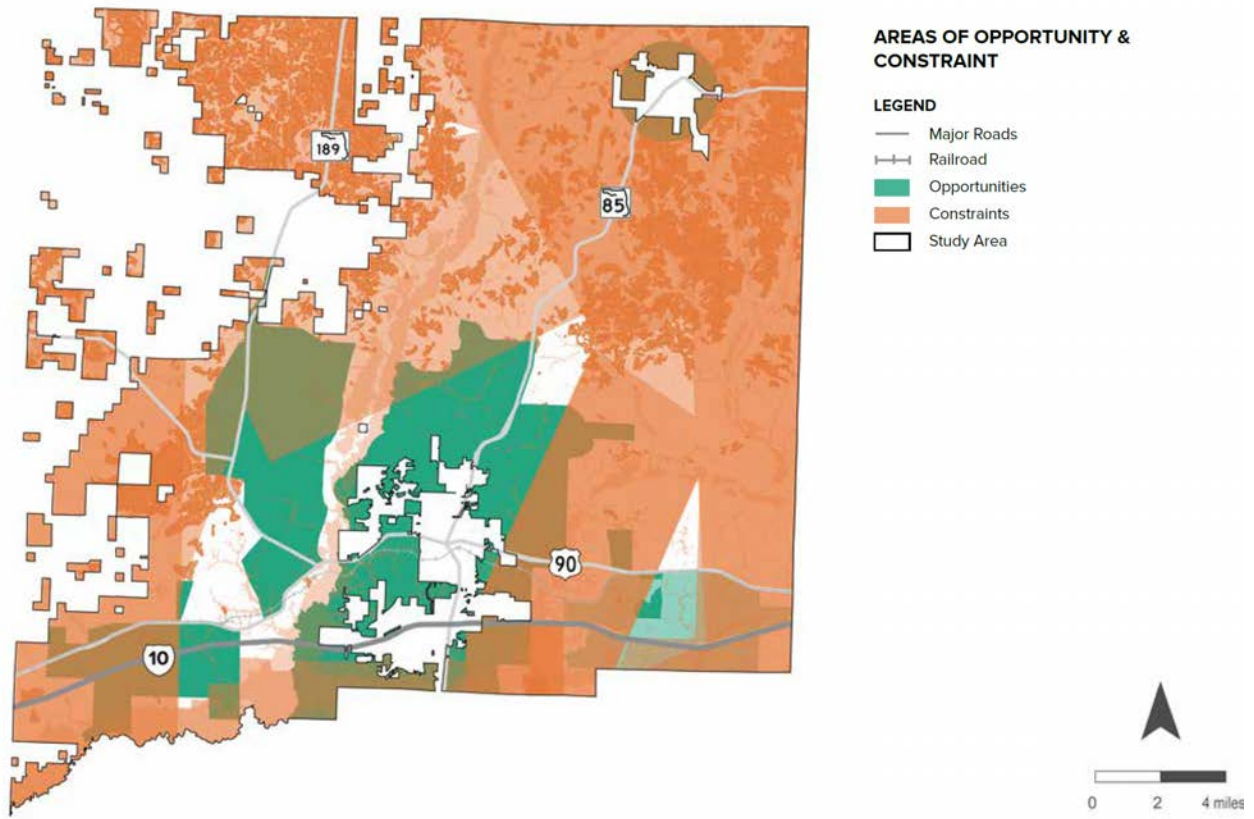 AREAS OF OPPORTUNITY &
CONSTRAINT
LEGEND
Major Roads
Railroad
Opportunities
Constraints
Study Area
189
85
90
10
0 2 4 miles